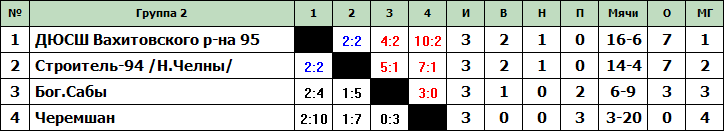 № Группа 2 1 2 3 4 И В Н П Мячи О МГ
1 ДЮСШ Вахитовского р-на 95 2:2 4:2 10:2 3 2 1 0 16-6 7 1
2 Строитель-94 /Н.Челны/ 2:2 5:1 7:1 3 2 1 0 14-4 7 2
3 Бог.Сабы 2:4 1:5 3:0 3 1 0 2 6-9 3 3
4 Черемшан 2:10 1:7 0:3 3 0 0 3 3-20 0 4